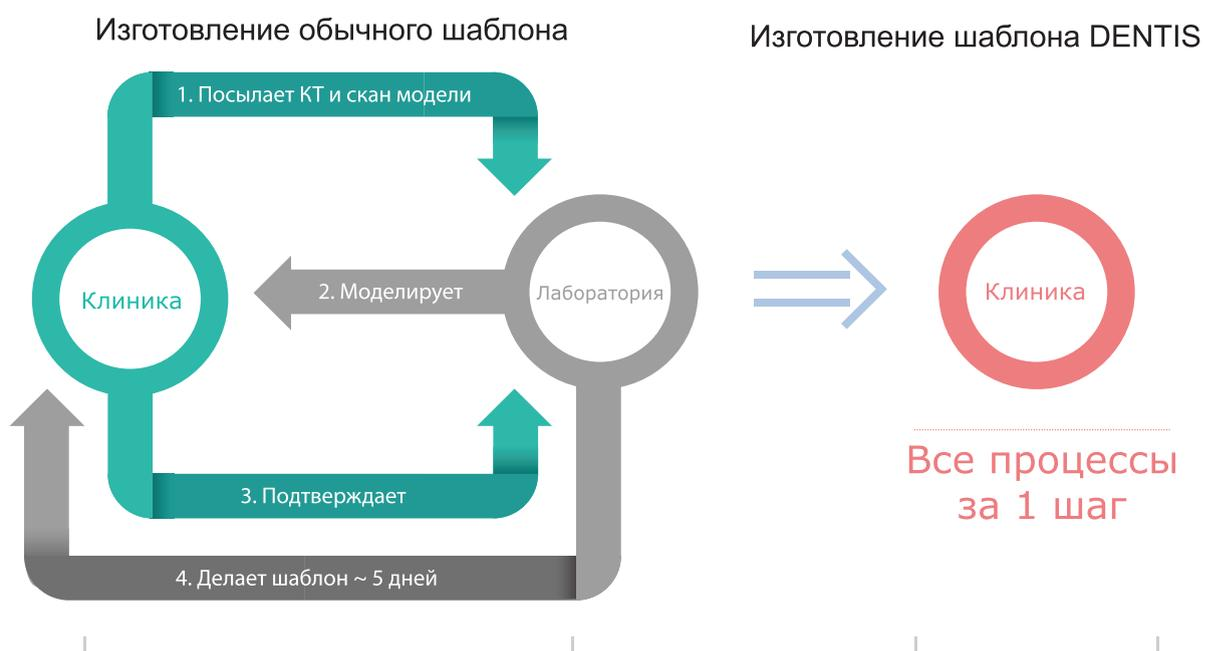 Изготовление обычного шаблона
Изготовление шаблона DENTIS
1. Посылает КТ и скан модели
Клиника
2. Моделирует
Лаборатория
Клиника
3. Подтверждает
4. Делает шаблон ~ 5 дней
Все процессы
за 1 шаг